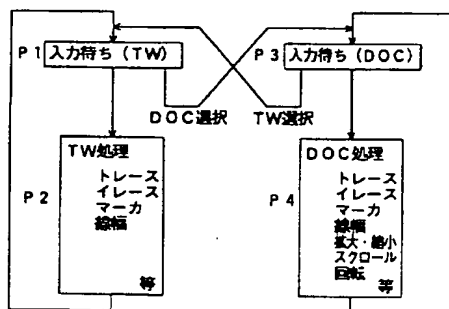 P1 入力待ち(TW)
P3 入力待ち(DOC)
DOC選択 TW選択
P2
TW処理
トレース
イレース
マーカ
線幅
等
P4
DOC処理
トレース
イレース
マーカ
線幅
拡大・縮小
スクロール
回転
等